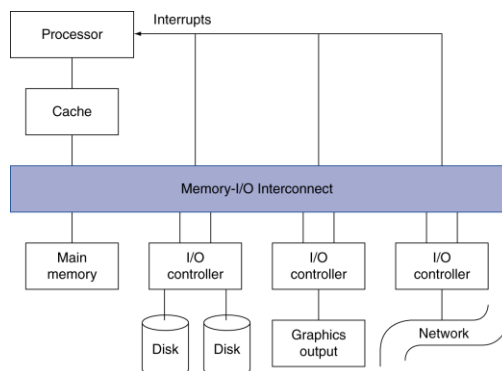 Interrupts
Processor
Cache
Memory-I/O Interconnect
Main
memory
I/O
controller
I/O
controller
I/O
controller
Disk
Disk
Graphics
output
Network